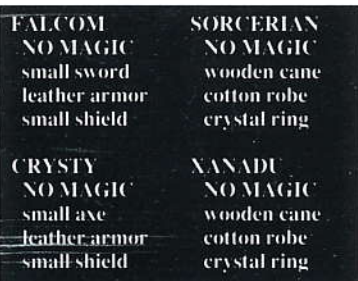 FALCOM
NO MAGIC
small sword
leather armor
small shield
SORCERIAN
NO MAGIC
wooden cane
cotton robe
crystal ring
CRYSTY
NO MAGIC
small axe
leather armor
small shield
XANADU
NO MAGIC
wooden cane
cotton robe
crystal ring